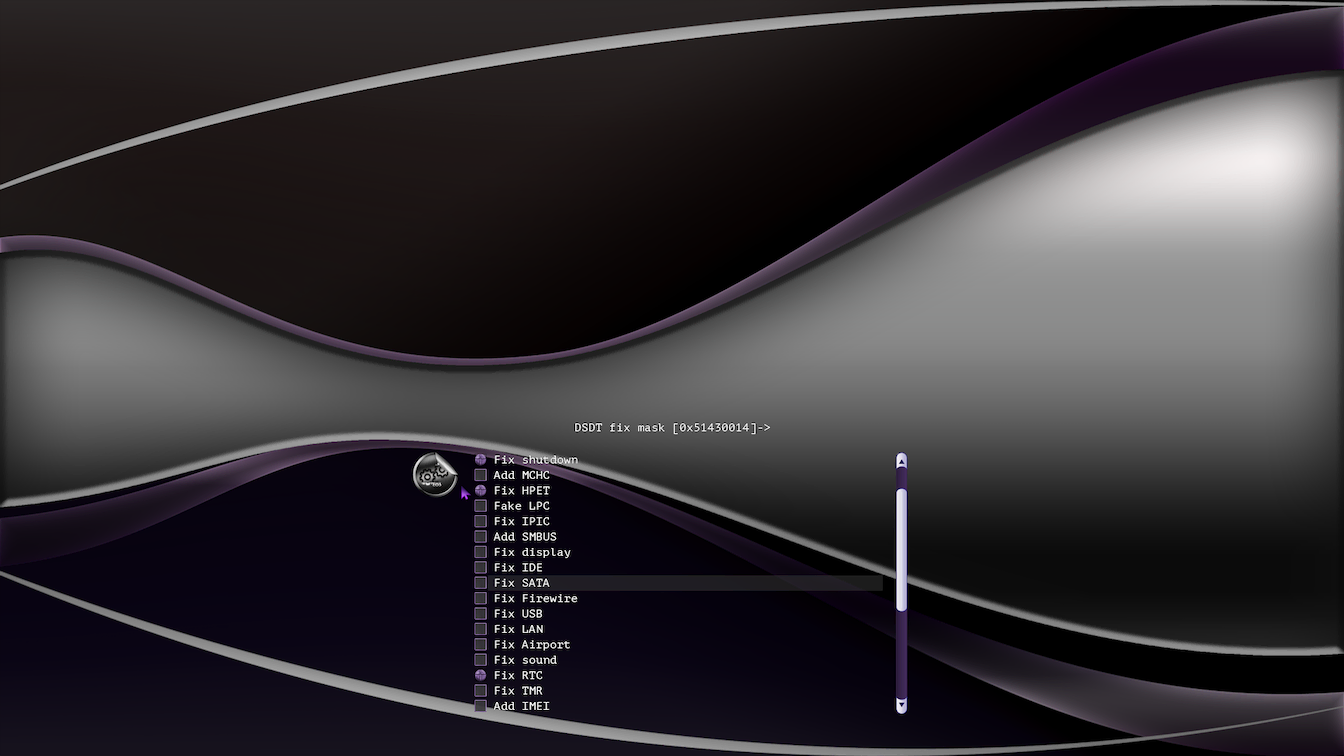 DSDT fix mask [0x51430014]->
Fix shutdown
Add MCHC
Fix HPET
Fake LPC
Fix IPIC
Add SMBUS
Fix display
Fix IDE
Fix SATA
Fix Firewire
Fix USB
Fix LAN
Fix Airport
Fix sound
Fix RTC
Fix TMR
Add IMEI